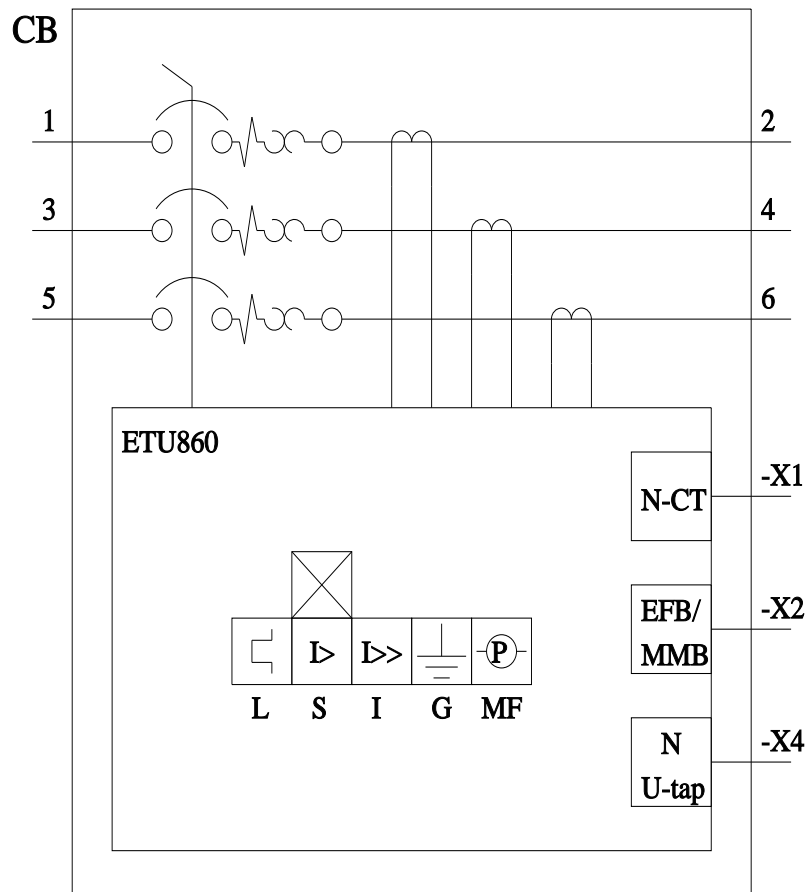 CB
1
2
3
4
5
6
ETU860
N-CT
-X1
EFB/
MMB
-X2
I>
I>>
P
L
S
I
G
MF
N
U-tap
-X4